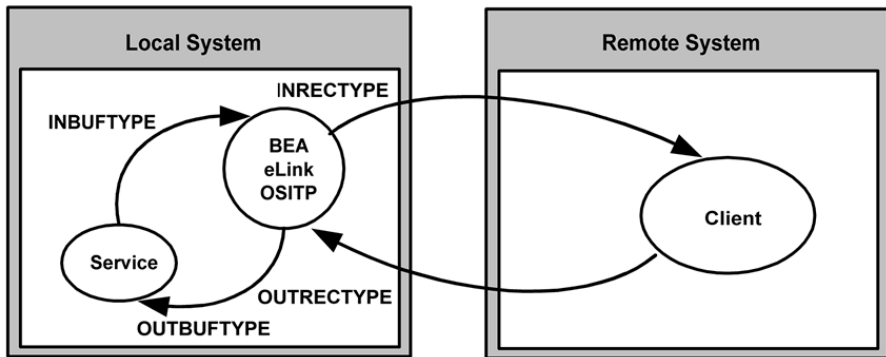 Local System
Remote System
INRECTYPE
INBUFTYPE
BEA
eLink
OSITP
Client
Service
OUTRECTYPE
OUTBUFTYPE